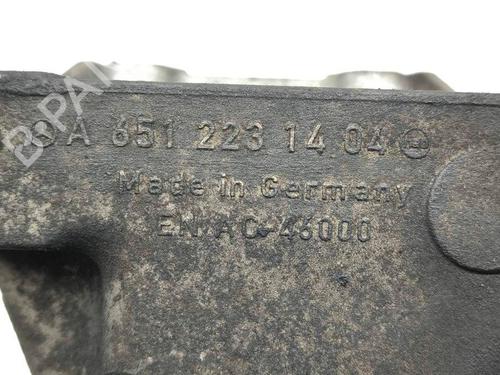 A 651 223 14 04
Made in Germany
EN AC-46000
B-PARTS